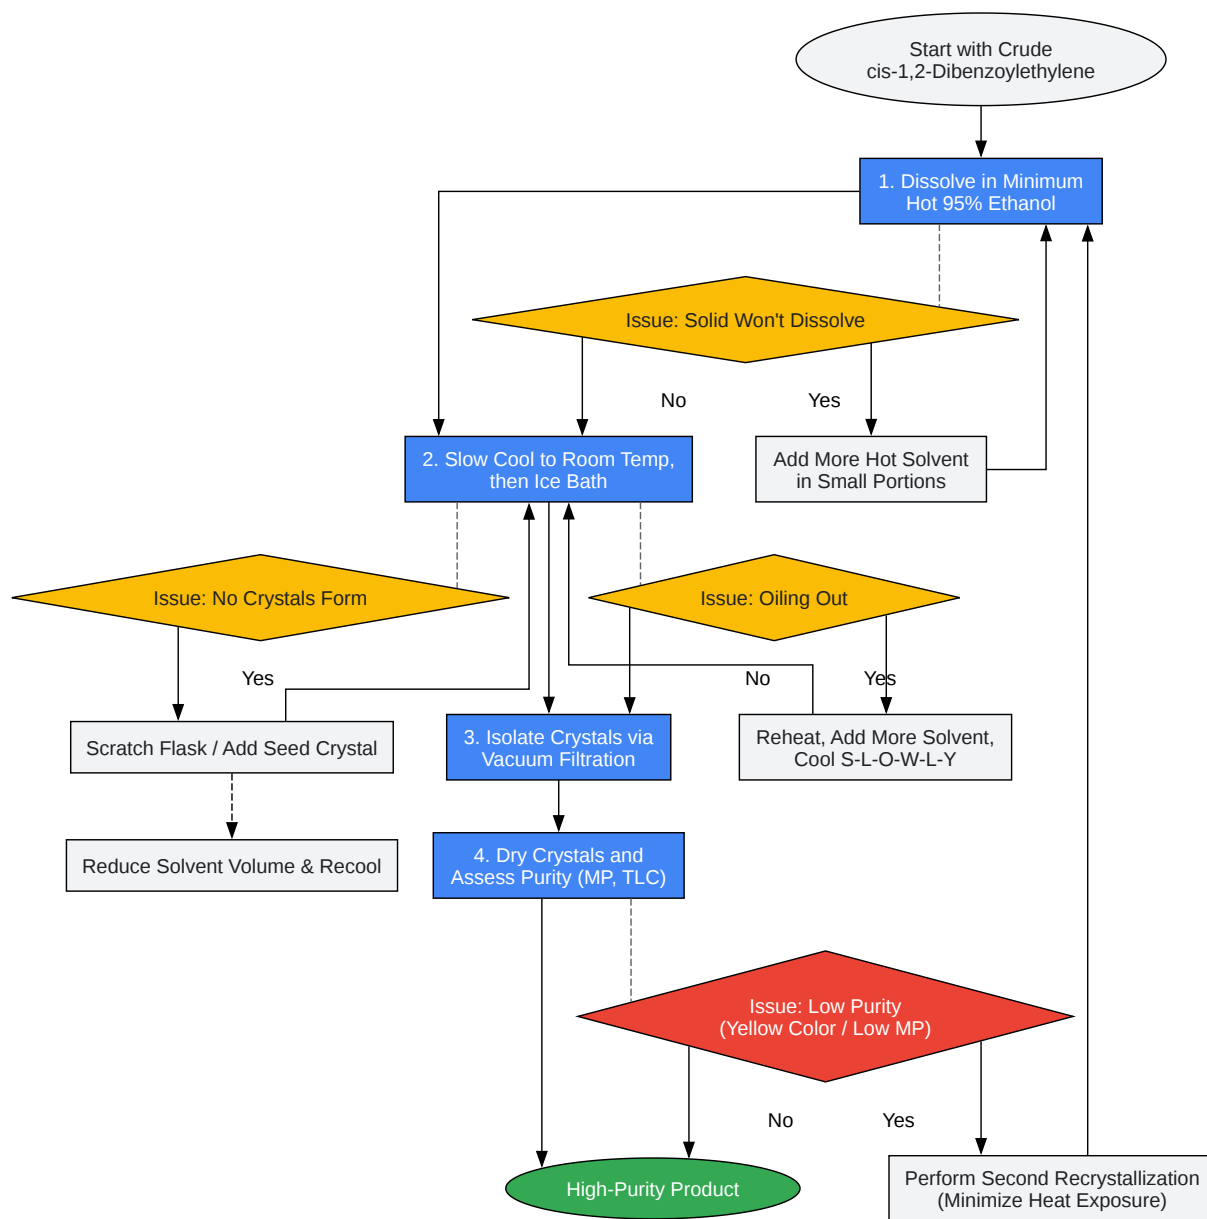 Start with Crude
cis-1,2-Dibenzoylethylene
1. Dissolve in Minimum
Hot 95% Ethanol
Issue: Solid Won't Dissolve
No
Yes
2. Slow Cool to Room Temp,
then Ice Bath
Add More Hot Solvent
in Small Portions
Issue: No Crystals Form
Issue: Oiling Out
Yes
No
Yes
Scratch Flask / Add Seed Crystal
3. Isolate Crystals via
Vacuum Filtration
Reheat, Add More Solvent,
Cool S-L-O-W-L-Y
Reduce Solvent Volume & Recool
4. Dry Crystals and
Assess Purity (MP, TLC)
Issue: Low Purity
(Yellow Color / Low MP)
No
Yes
High-Purity Product
Perform Second Recrystallization
(Minimize Heat Exposure)